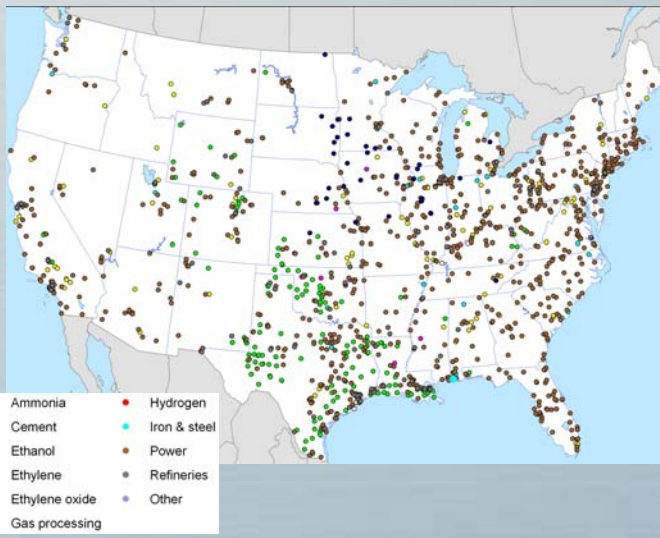 Ammonia
Cement
Ethanol
Ethylene
Ethylene oxide
Gas processing
Hydrogen
Iron & steel
Power
Refineries
Other